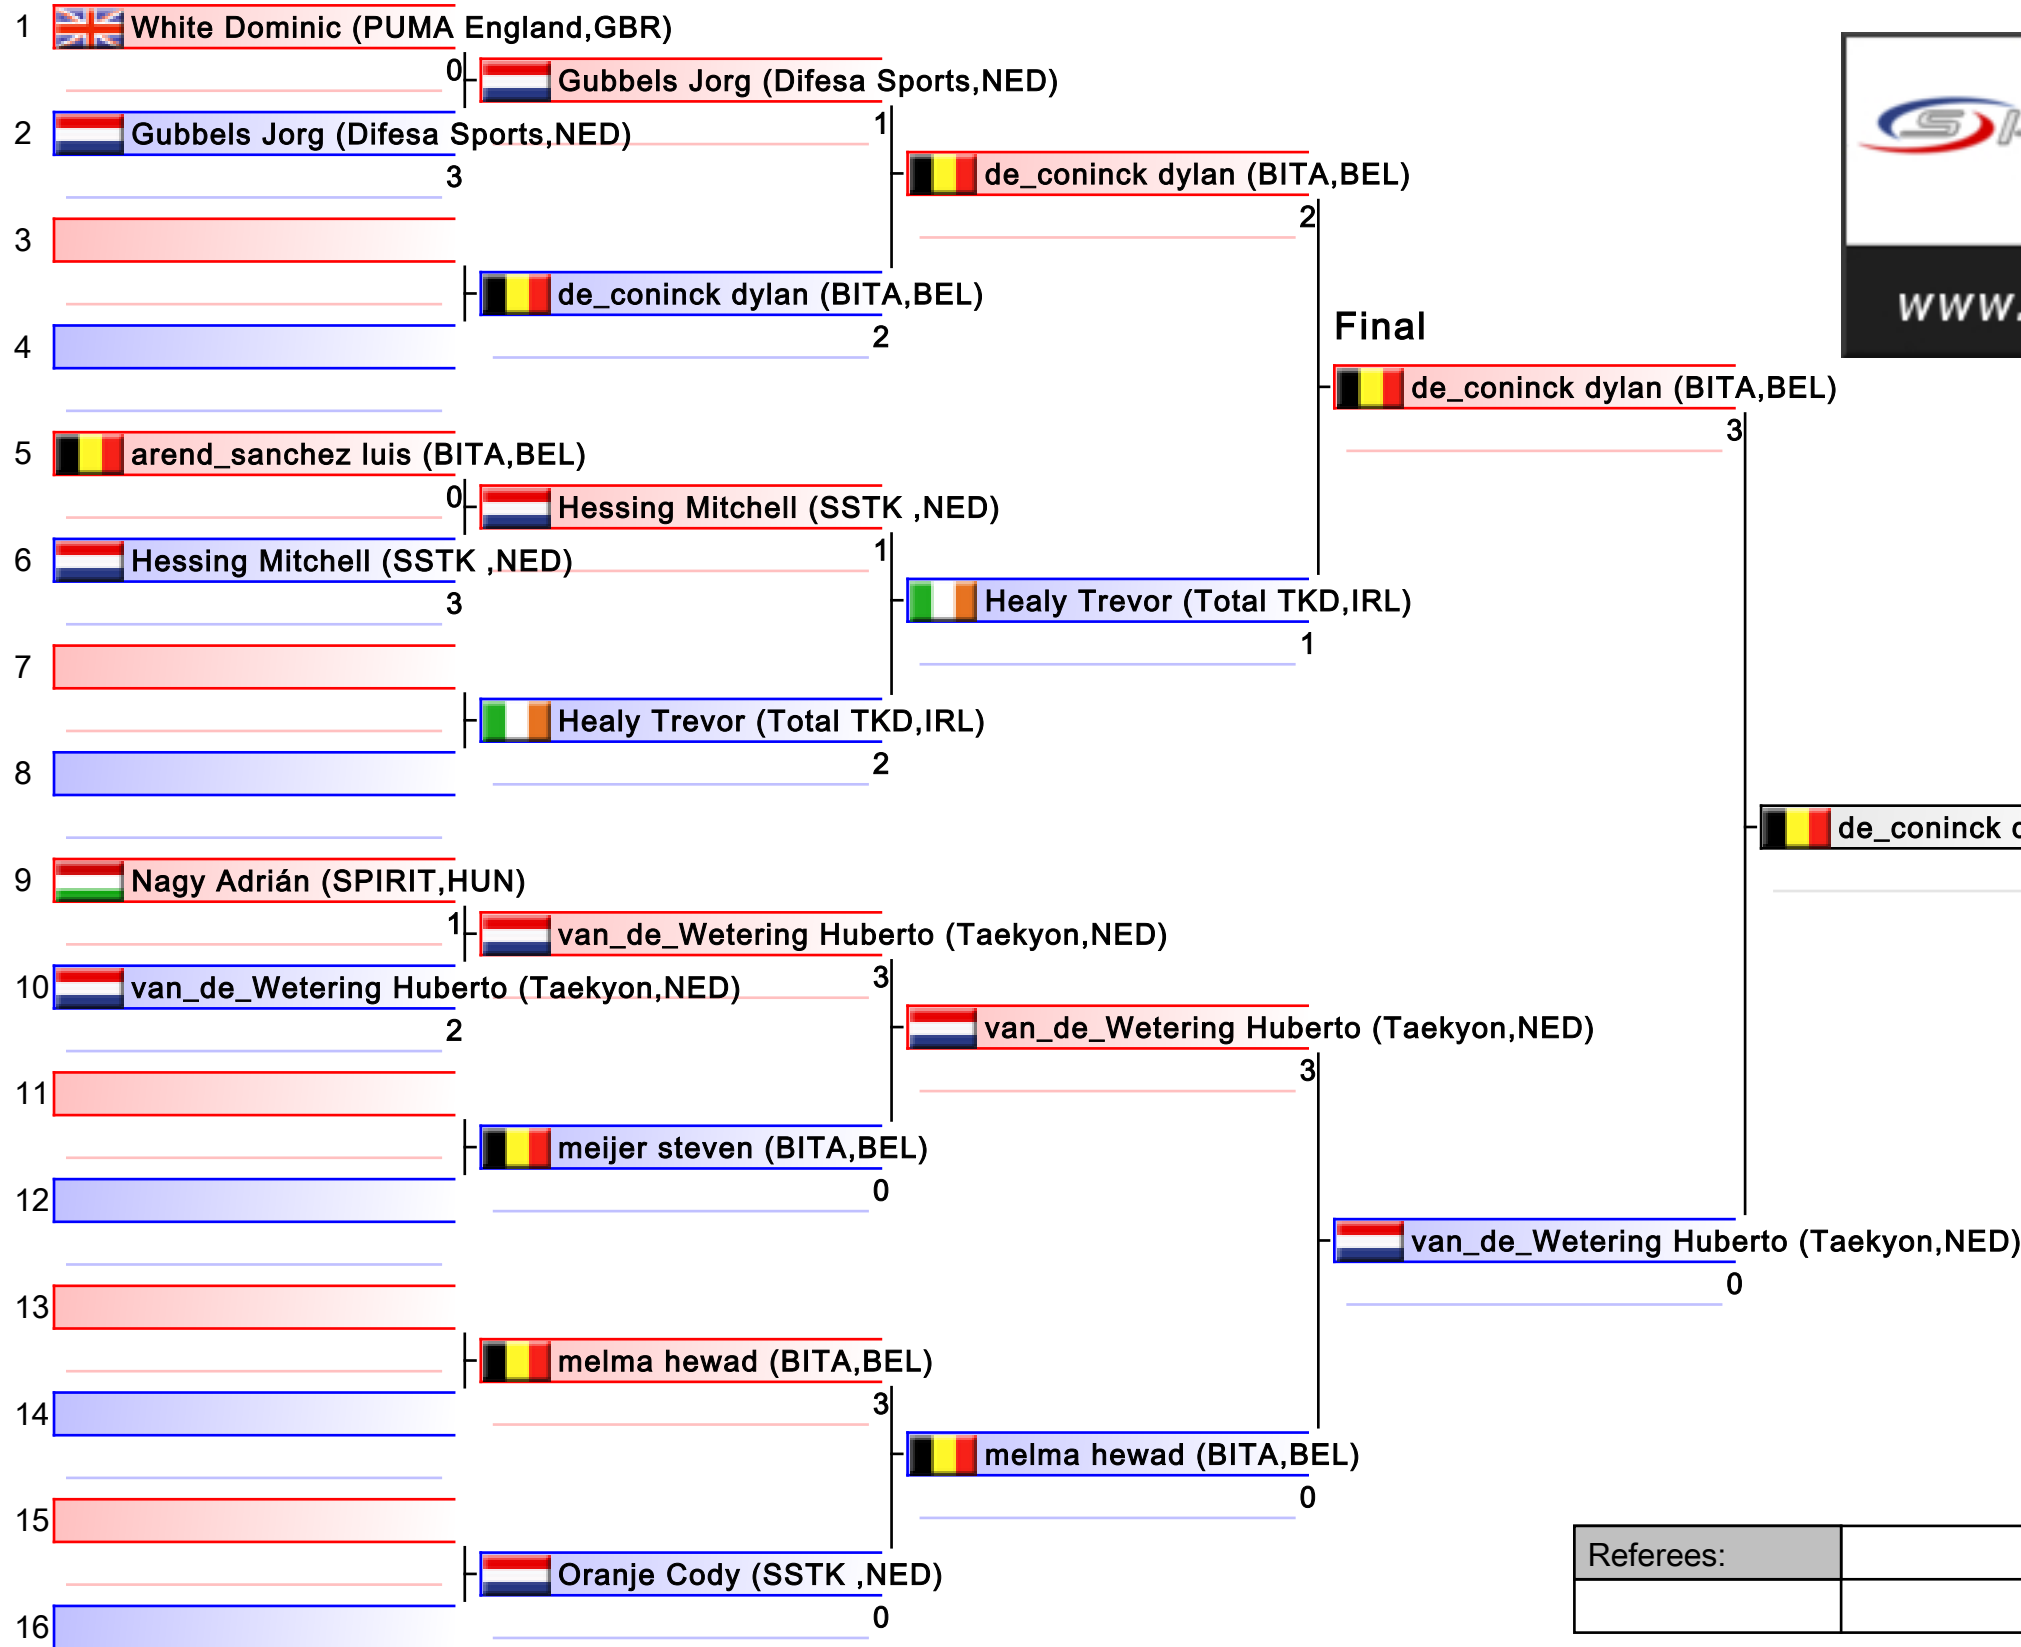 1 White Dominic (PUMA England,GBR)
0
Gubbels Jorg (Difesa Sports,NED)
1
2 Gubbels Jorg (Difesa Sports,NED)
3
de_coninck dylan (BITA,BEL)
2
3
de_coninck dylan (BITA,BEL)
2
4
Final
de_coninck dylan (BITA,BEL)
3
www.
5 arend_sanchez luis (BITA,BEL)
0
Hessing Mitchell (SSTK ,NED)
1
6 Hessing Mitchell (SSTK ,NED)
3
Healy Trevor (Total TKD,IRL)
1
7
Healy Trevor (Total TKD,IRL)
2
8
de_coninck
9 Nagy Adrián (SPIRIT,HUN)
1
van_de_Wetering Huberto (Taekyon,NED)
3
10 van_de_Wetering Huberto (Taekyon,NED)
2
van_de_Wetering Huberto (Taekyon,NED)
3
11
meijer steven (BITA,BEL)
0
12
van_de_Wetering Huberto (Taekyon,NED)
0
13
melma hewad (BITA,BEL)
3
14
melma hewad (BITA,BEL)
0
15
Oranje Cody (SSTK ,NED)
0
16
Referees: